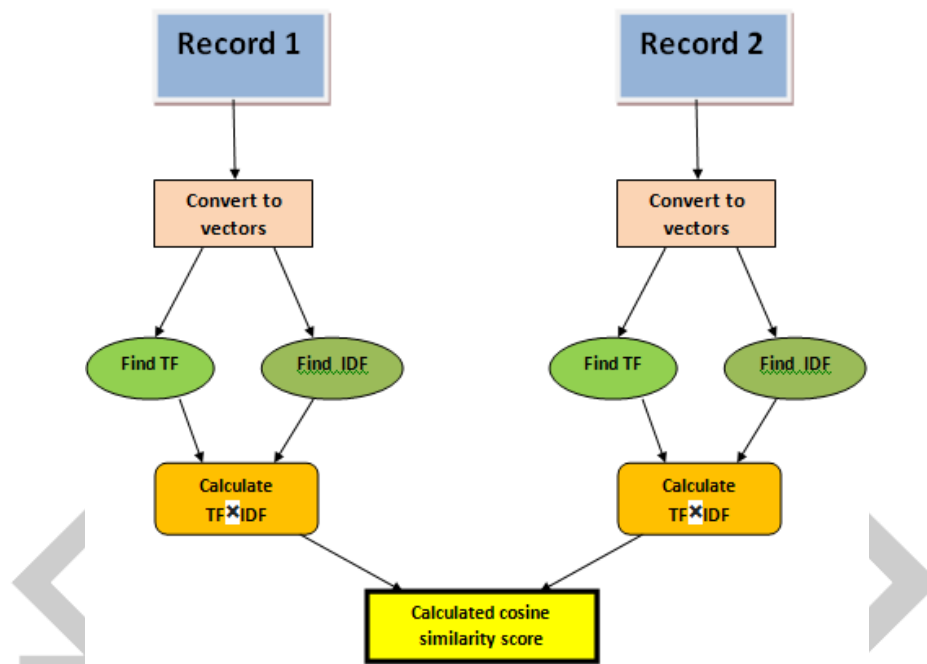 Record 1
Record 2
Convert to
vectors
Convert to
vectors
Find TF
Find IDF
Find TF
Find IDF
Calculate
TF×IDF
Calculate
TF×IDF
Calculated cosine
similarity score